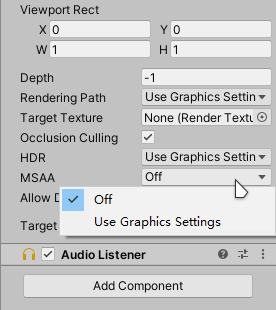 Viewport Rect
X 0 Y 0
W 1 H 1
Depth -1
Rendering Path Use Graphics Settin
Target Texture None (Render Textu
Occlusion Culling
HDR Use Graphics Settin
MSAA Off
Allow D
Off
Use Graphics Settings
Target
Audio Listener
Add Component